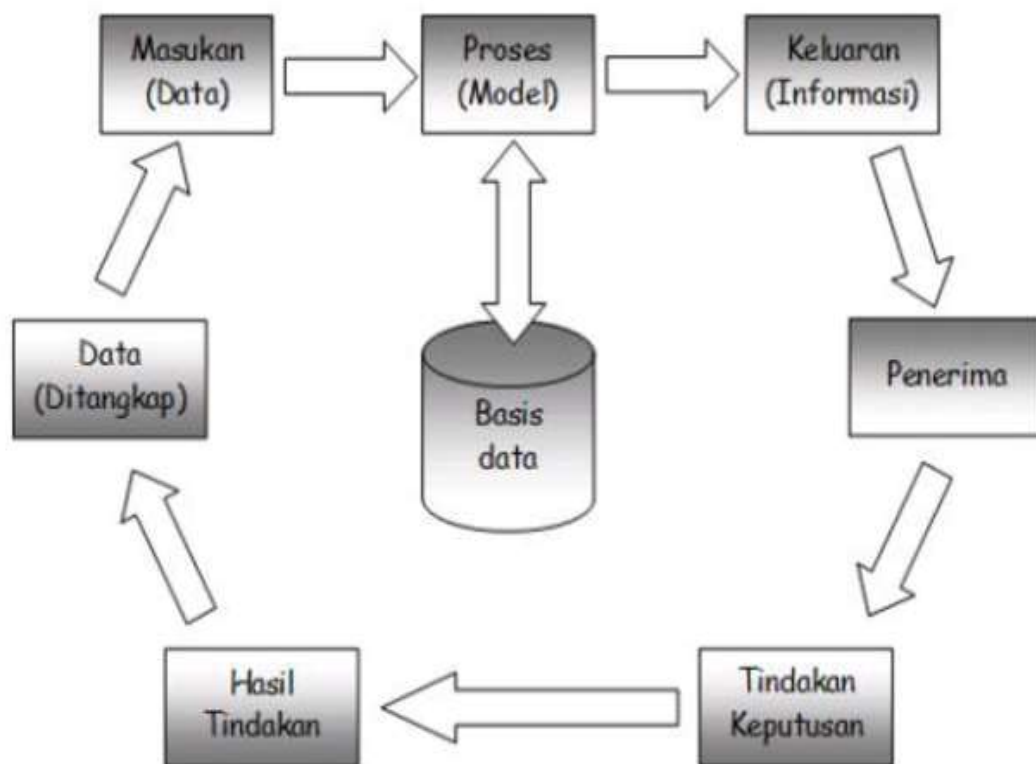 Masukan
(Data)
Proses
(Model)
Keluaran
(Informasi)
Data
(Ditangkap)
Basis
data
Penerima
Hasil
Tindakan
Tindakan
Keputusan